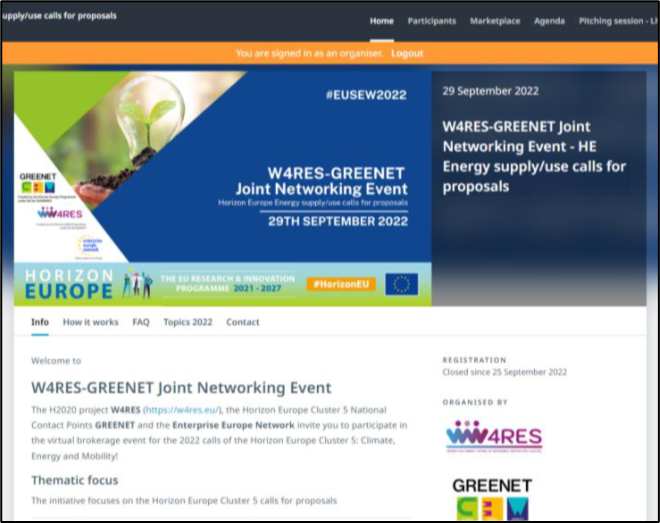 supply/use calls for proposals
Home Participants Marketplace Agenda Pitching session - LI
You are signed in as an organiser. Logout
#EUSEW2022
W4RES-GREENET
Joint Networking Event
Horizon Europe Energy supply/use calls for proposals
29TH SEPTEMBER 2022
GREENET
W4RES
enterprise
europe
network
HORIZON
EUROPE
THE EU RESEARCH & INNOVATION
PROGRAMME 2021 - 2027
#HorizonEU
29 September 2022
W4RES-GREENET Joint
Networking Event - HE
Energy supply/use calls for
proposals
Info How it works FAQ Topics 2022 Contact
Welcome to
W4RES-GREENET Joint Networking Event
The H2020 project W4RES (https://w4res.eu/), the Horizon Europe Cluster 5 National
Contact Points GREENET and the Enterprise Europe Network invite you to participate in
the virtual brokerage event for the 2022 calls of the Horizon Europe Cluster 5: Climate,
Energy and Mobility!
Thematic focus
The initiative focuses on the Horizon Europe Cluster 5 calls for proposals
REGISTRATION
Closed since 25 September 2022
ORGANISED BY
W4RES
GREENET